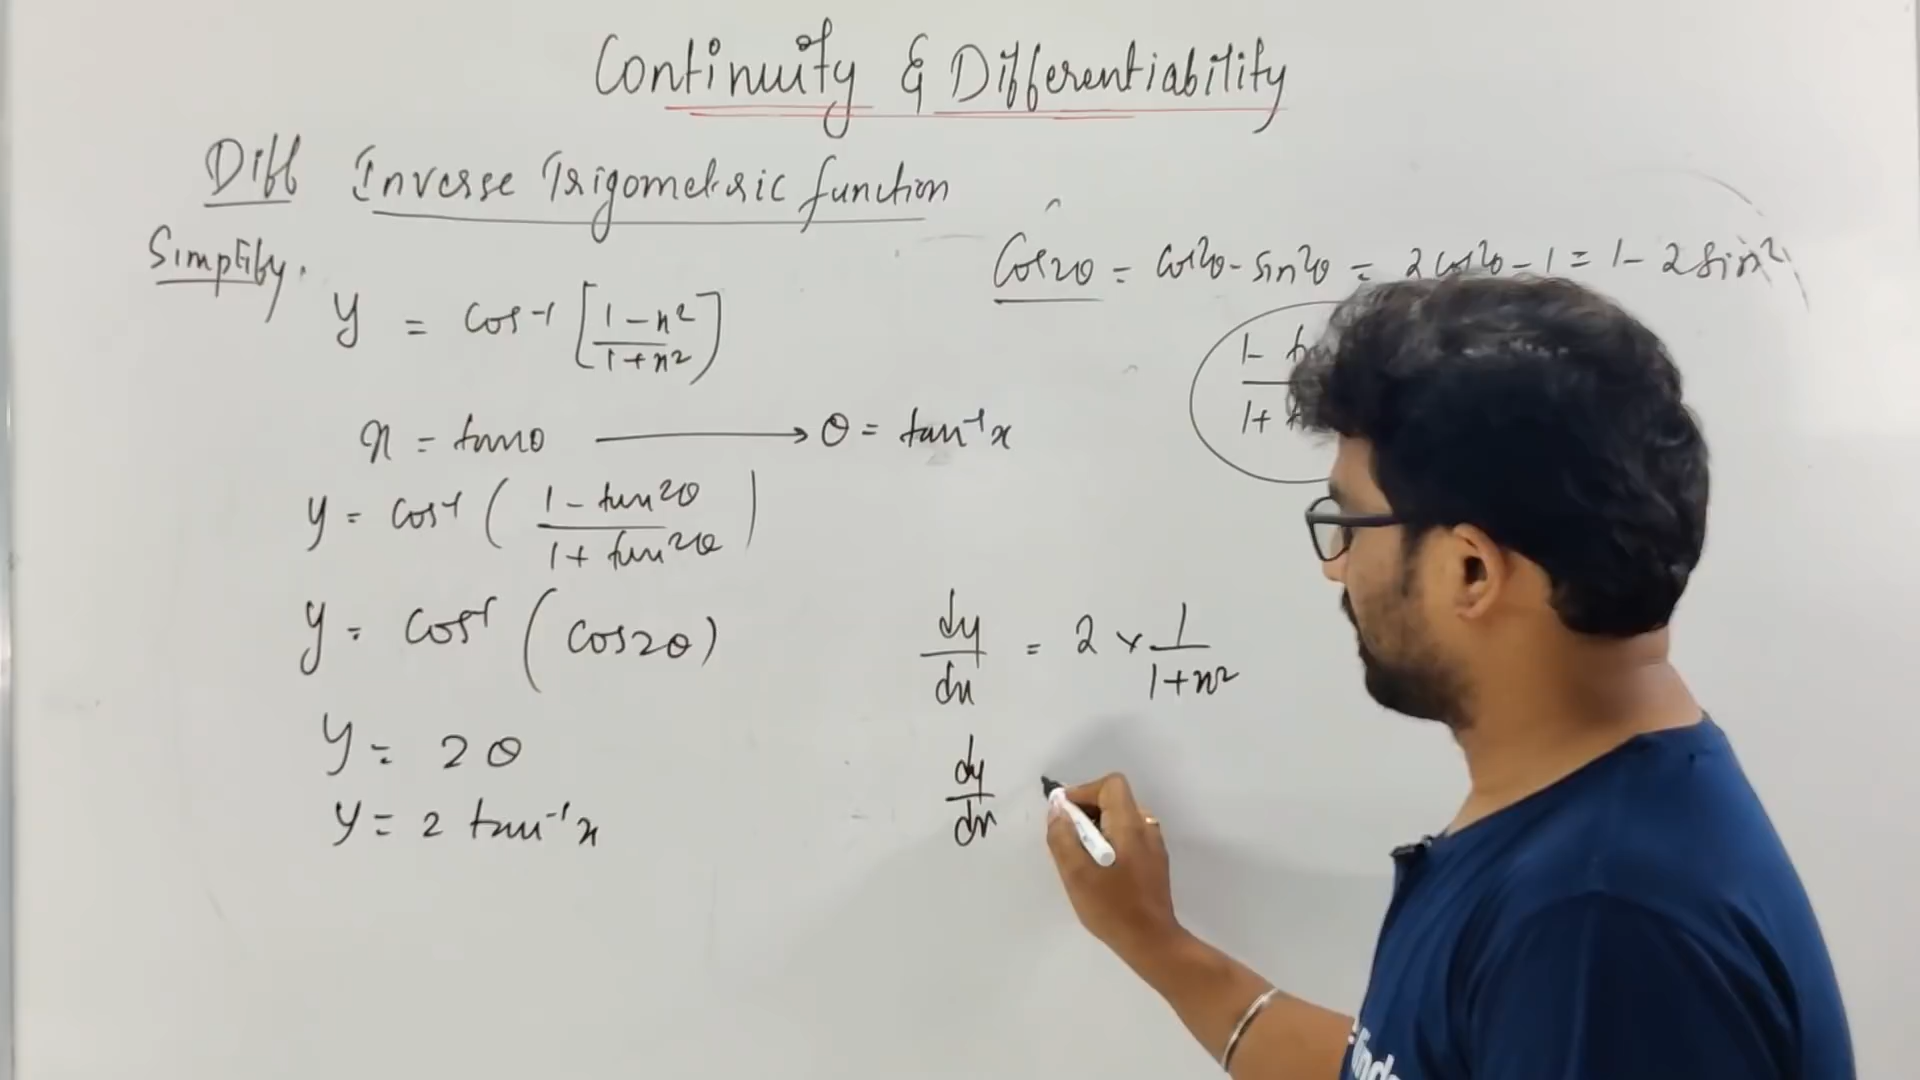 Continuity & Differentiability
Diff Inverse Trigometric function
Simplify.
Cos2θ = cos²θ - sin²θ = 2cos²θ - 1 = 1 - 2sin²
y = cos⁻¹ [1-x² / 1+x²]
1 -
1 +
x = tanθ → θ = tan⁻¹x
y = cos⁻¹ (1 - tan²θ / 1 + tan²θ)
y = cos⁻¹ (cos2θ)
dy/dx = 2 × 1/1+x²
y = 2θ
dy/dx
y = 2 tan⁻¹x